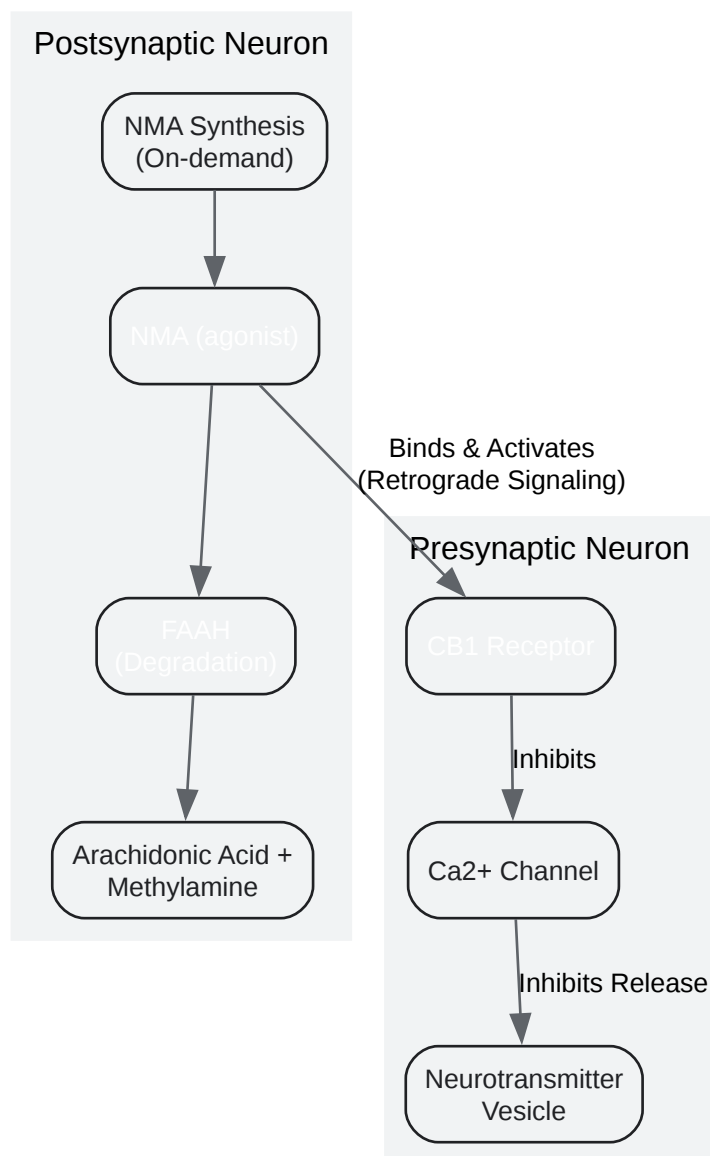 Postsynaptic Neuron
NMA Synthesis
(On-demand)
NMA (agonist)
Binds & Activates
(Retrograde Signaling)
Presynaptic Neuron
FAAH
(Degradation)
CB1 Receptor
Inhibits
Arachidonic Acid +
Methylamine
Ca2+ Channel
Inhibits Release
Neurotransmitter
Vesicle